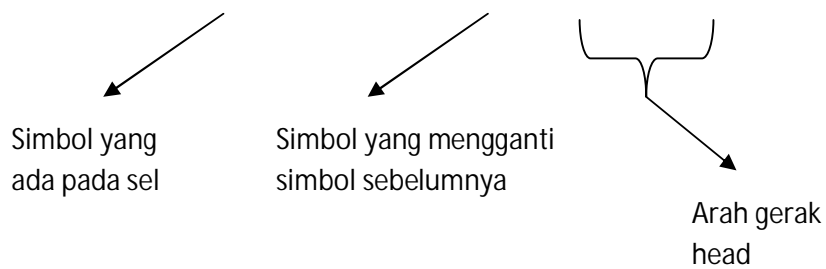 Simbol yang
ada pada sel
Simbol yang mengganti
simbol sebelumnya
Arah gerak
head